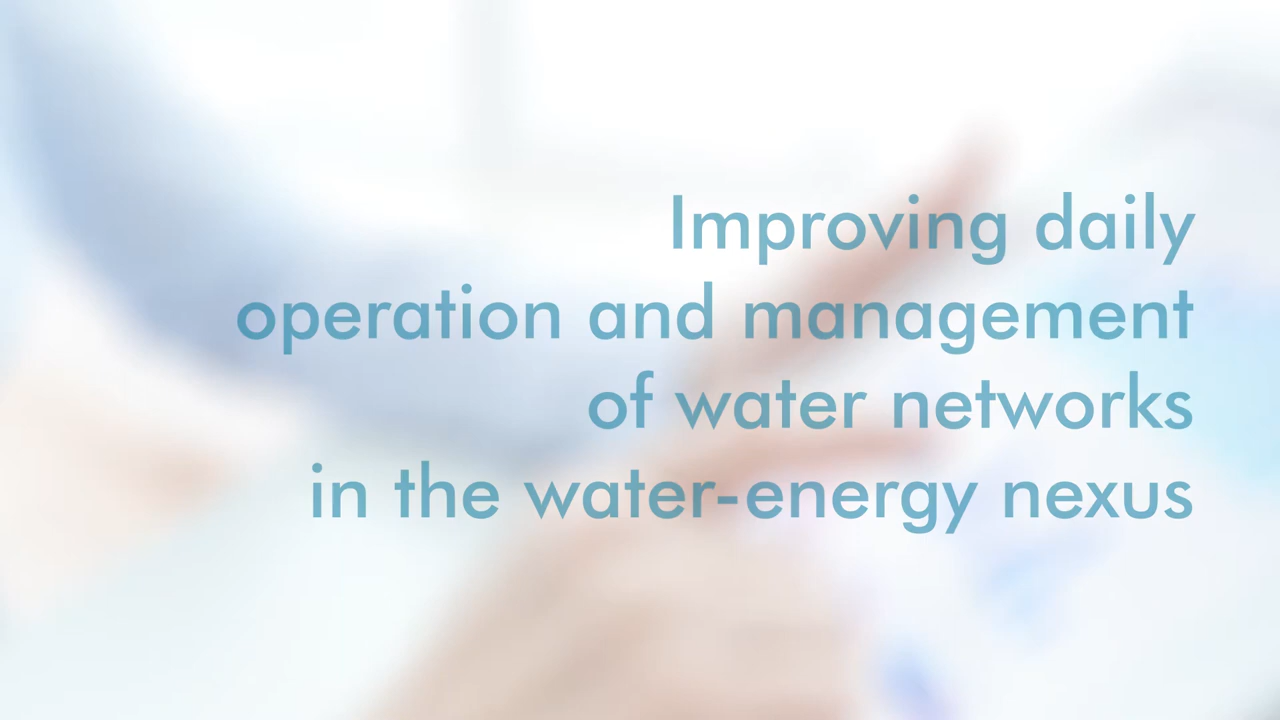 Improving daily
operation and management
of water networks
in the water-energy nexus